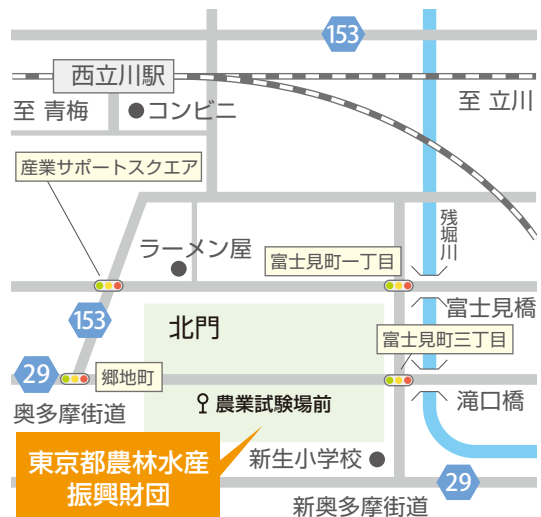 153
西立川駅
至 青梅
コンビニ
至 立川
産業サポートスクエア
残堀川
ラーメン屋
富士見町一丁目
153
北門
富士見橋
富士見町三丁目
29
郷地町
奥多摩街道
農業試験場前
滝口橋
東京都農林水産
振興財団
新生小学校
29
新奥多摩街道